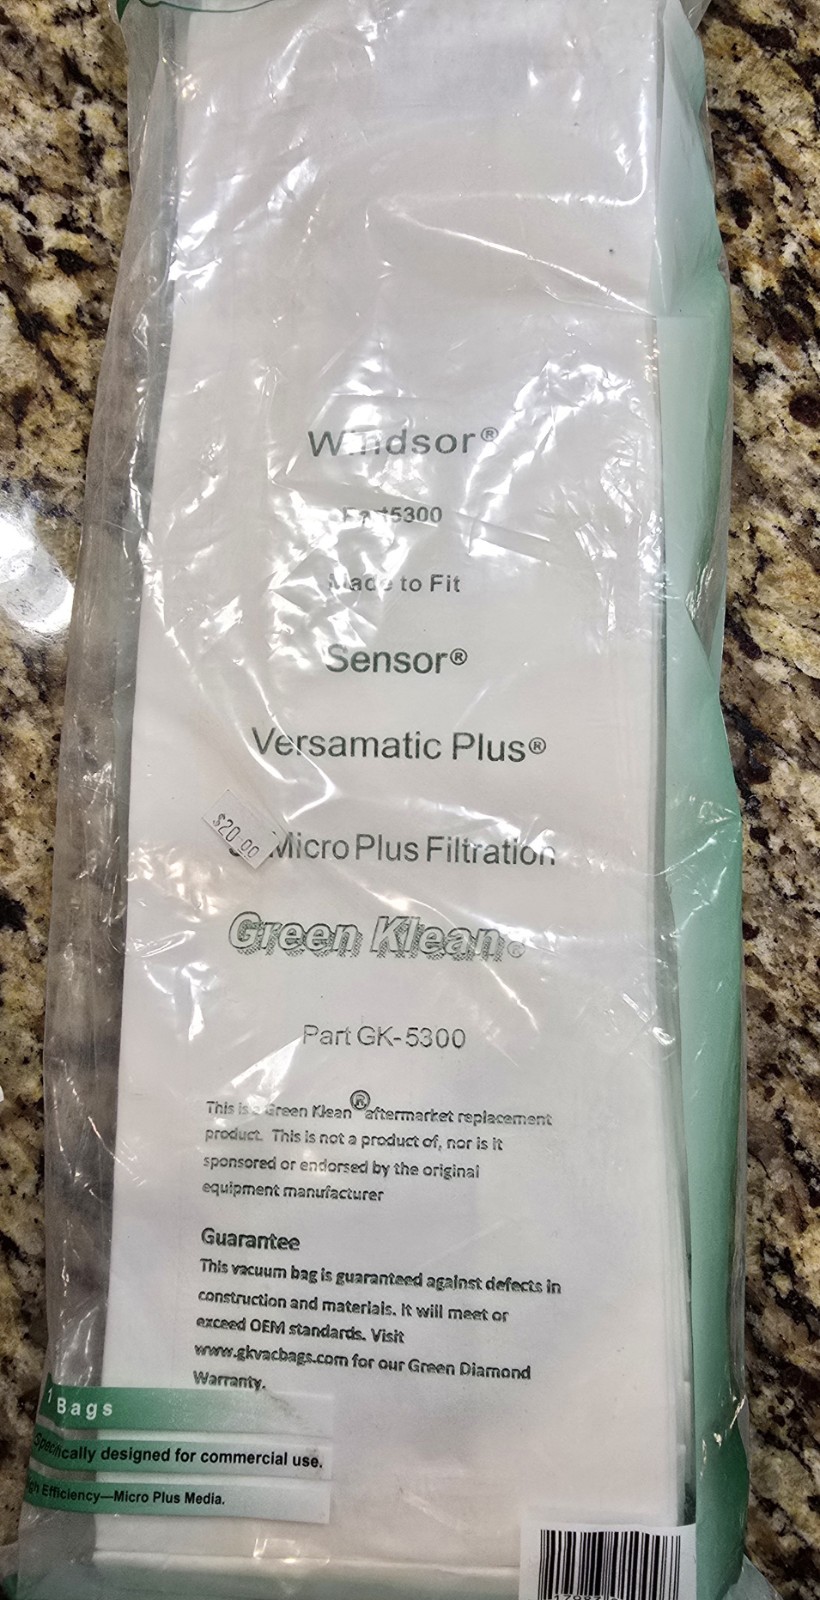 Windsor®
Part5300
Made to Fit
Sensor®
Versamatic Plus®
$20.00
Micro Plus Filtration
Green Klean®
Part GK-5300
This is a Green Klean® aftermarket replacement
product. This is not a product of, nor is it
sponsored or endorsed by the original
equipment manufacturer
Guarantee
This vacuum bag is guaranteed against defects in
construction and materials. It will meet or
exceed OEM standards. Visit
www.gkvacbags.com for our Green Diamond
Warranty.
Bags
Specifically designed for commercial use.
Efficiency—Micro Plus Media.